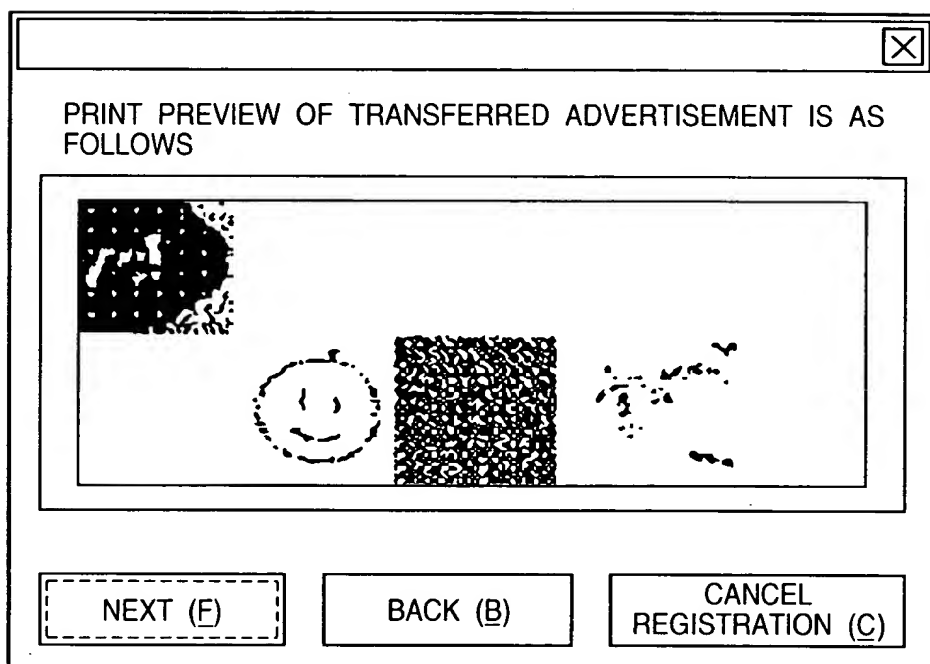 PRINT PREVIEW OF TRANSFERRED ADVERTISEMENT IS AS
FOLLOWS
NEXT (F)
BACK (B)
CANCEL
REGISTRATION (C)